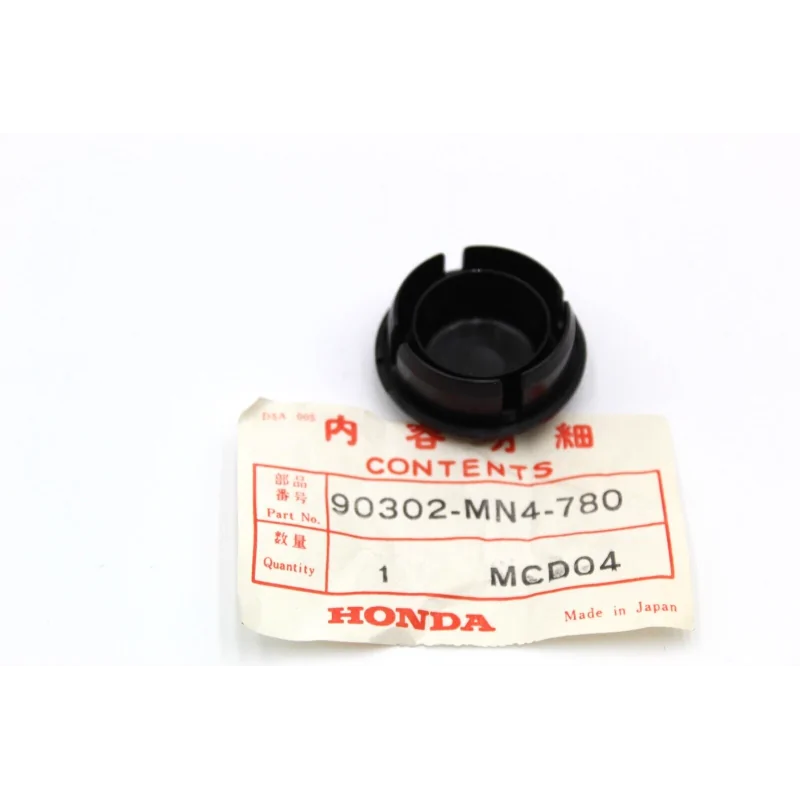 DSA 005
内容明細
CONTENTS
部品
番号
Part No.
90302-MN4-780
数量
Quantity
1 MCD04
HONDA
Made in Japan